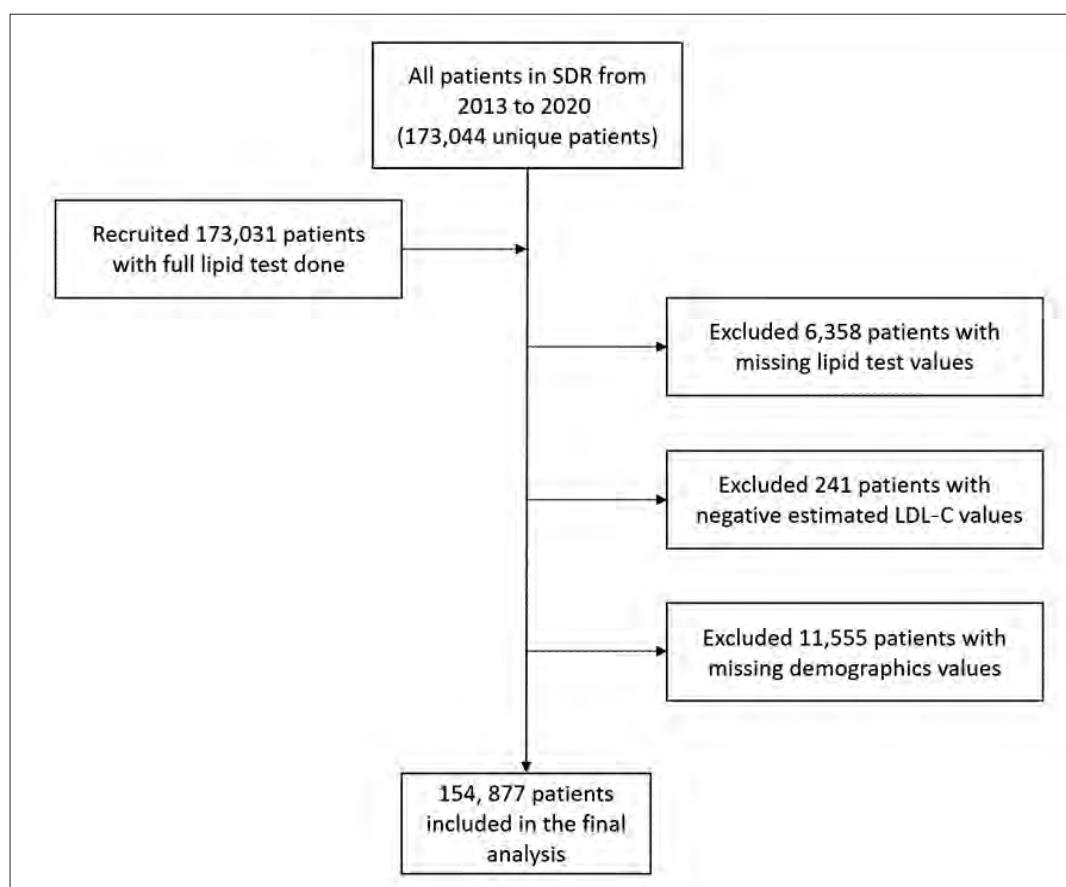 All patients in SDR from
2013 to 2020
(173,044 unique patients)
Recruited 173,031 patients
with full lipid test done
Excluded 6,358 patients with
missing lipid test values
Excluded 241 patients with
negative estimated LDL-C values
Excluded 11,555 patients with
missing demographics values
154, 877 patients
included in the final
analysis